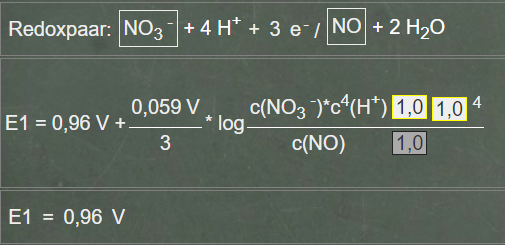 Redoxpaar: NO₃⁻ + 4 H⁺ + 3 e⁻ / NO + 2 H₂O
E1 = 0,96 V + 0,059 V / 3 * log c(NO₃⁻)*c⁴(H⁺) / c(NO) 1,0 1,0 ⁴ / 1,0
E1 = 0,96 V